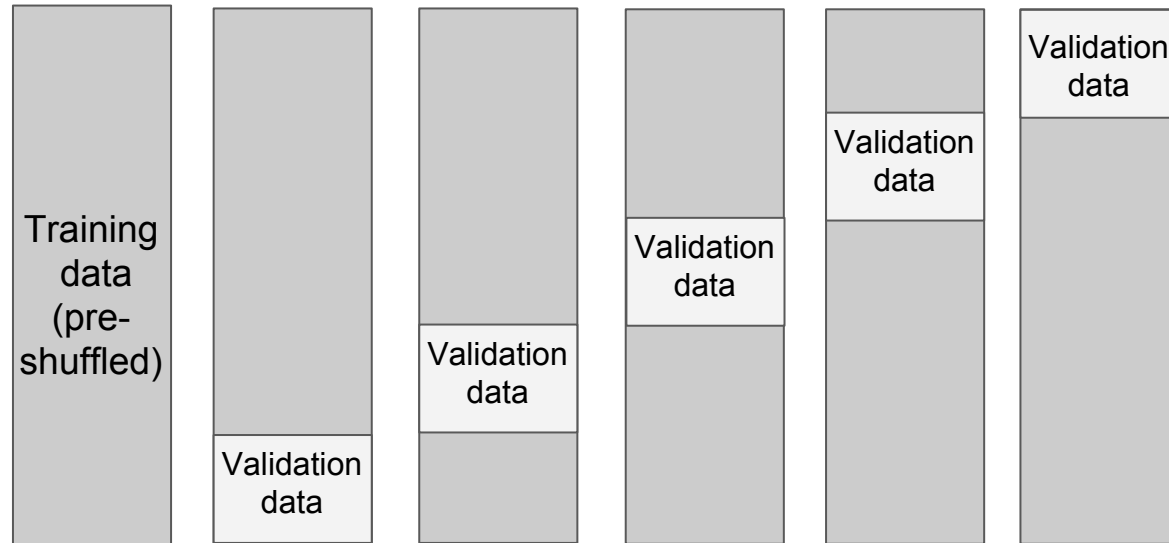 Training
data
(pre-
shuffled)
Validation
data
Validation
data
Validation
data
Validation
data
Validation
data